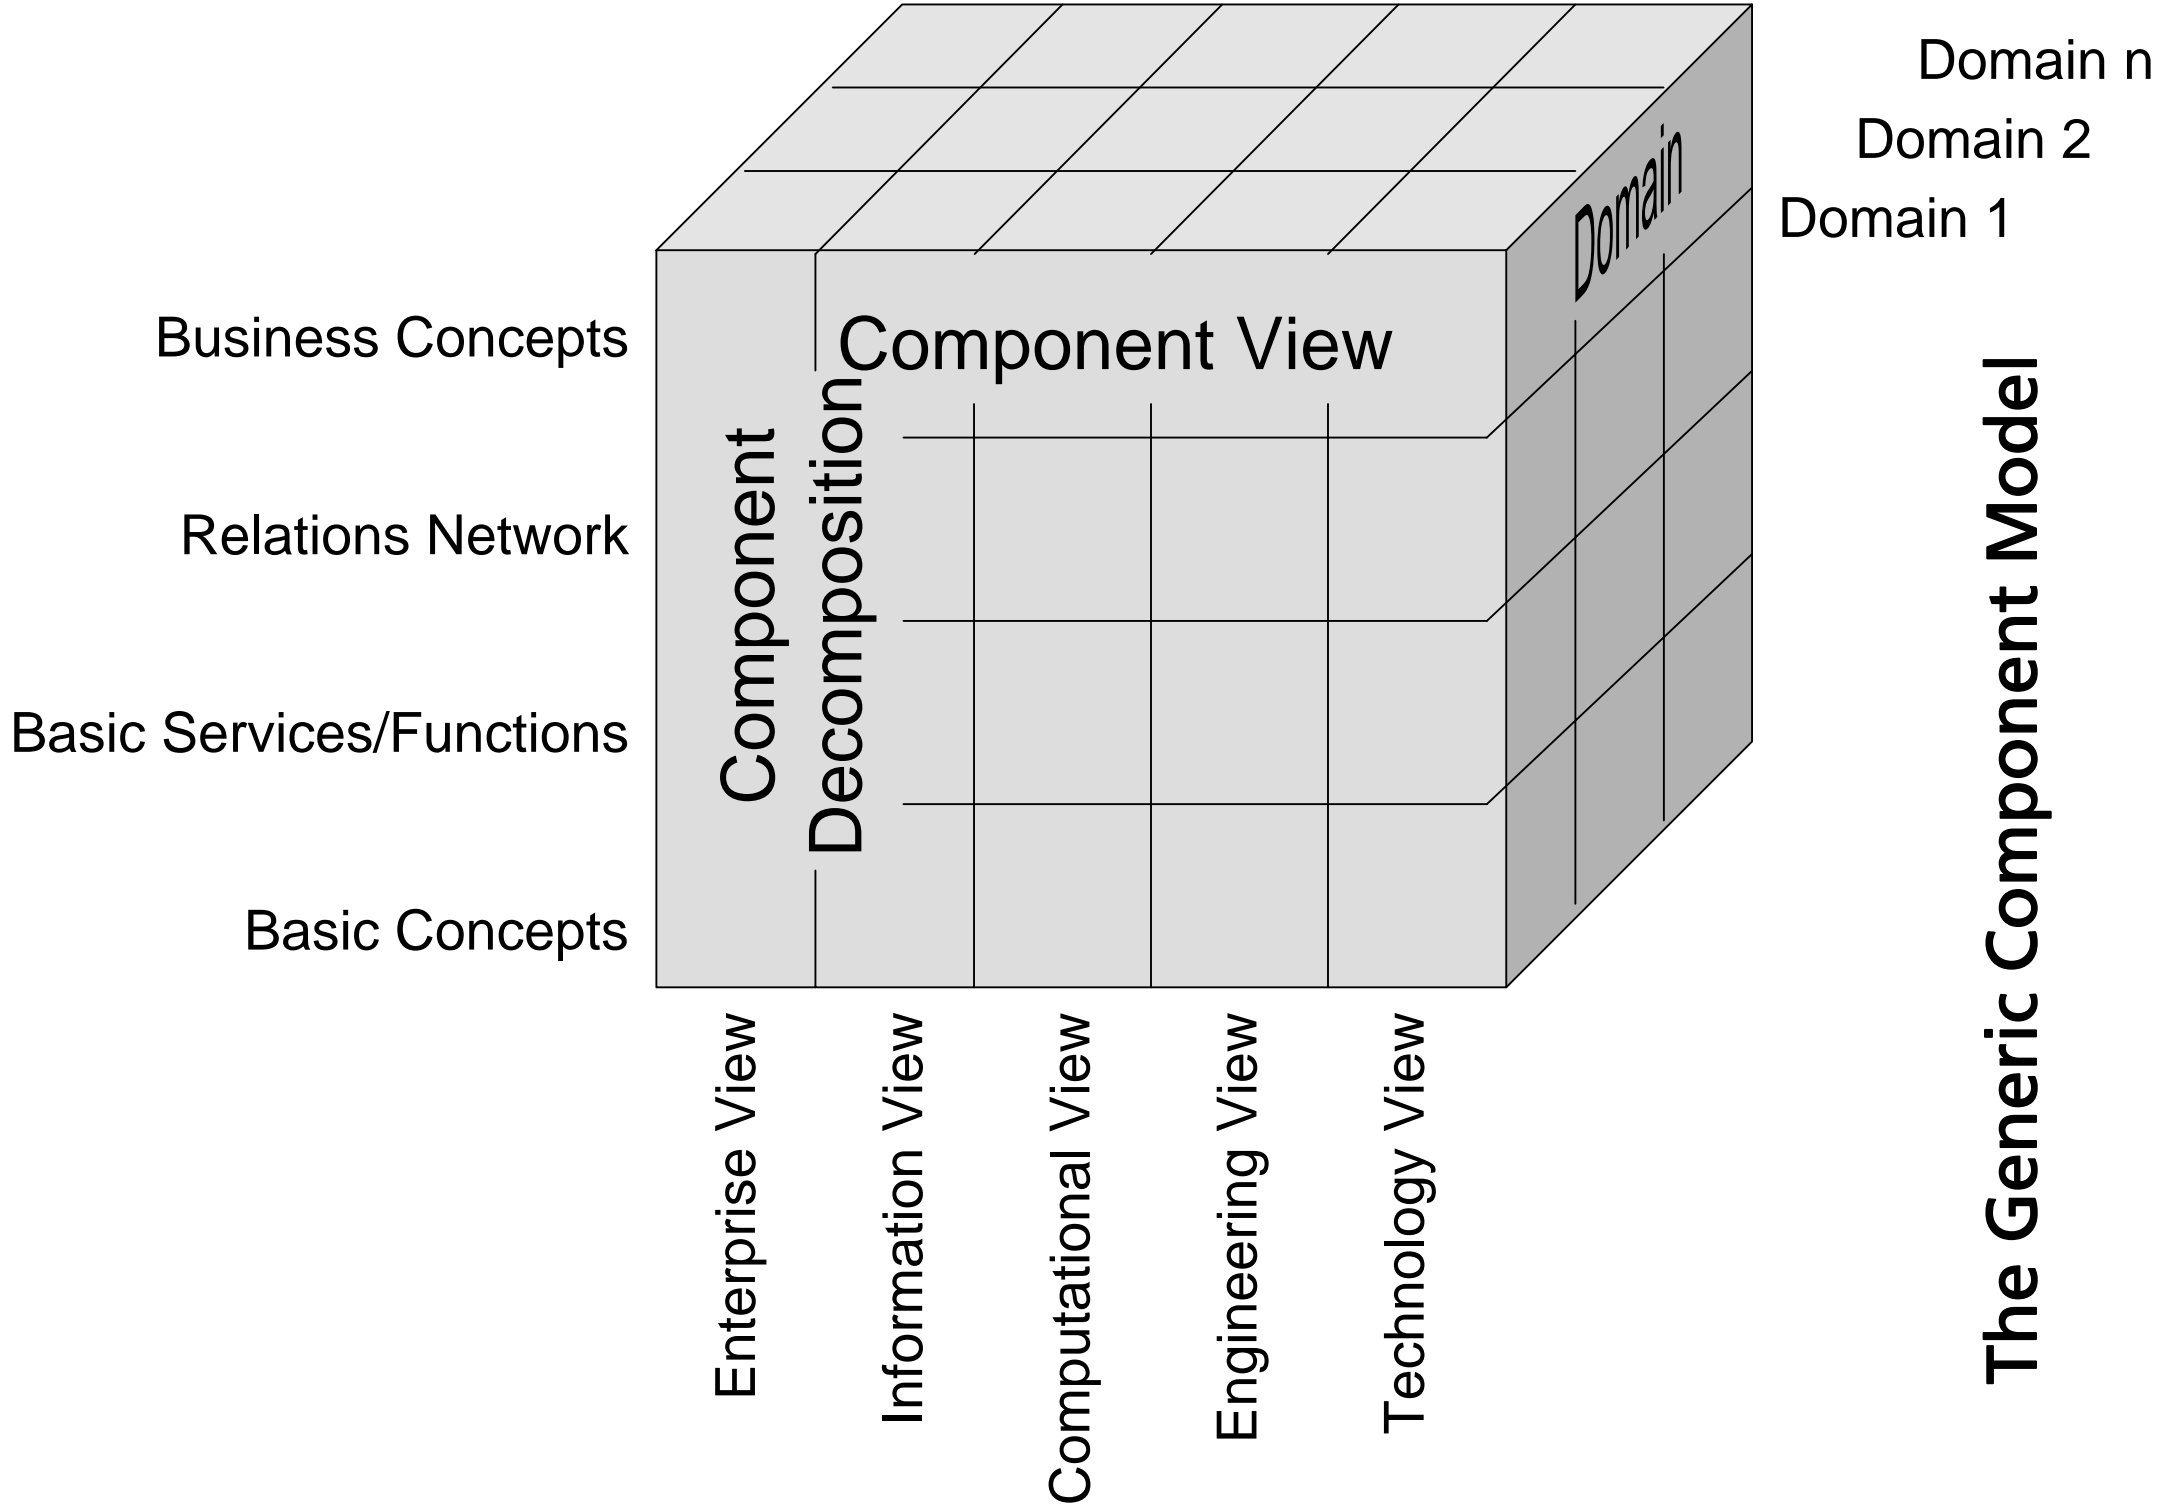 Domain n
Domain 2
Domain 1
Domain
Component View
Component
Decomposition
Business Concepts
Relations Network
Basic Services/Functions
Basic Concepts
Enterprise View
Information View
Computational View
Engineering View
Technology View
The Generic Component Model